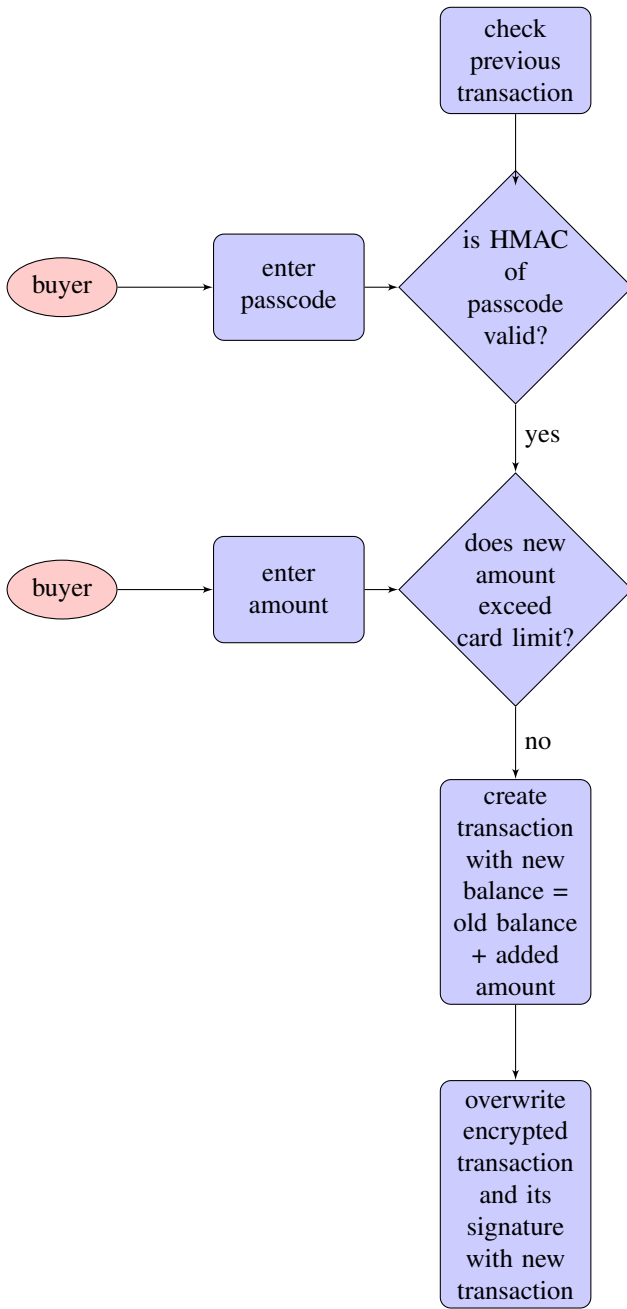 check
previous
transaction
buyer
enter
passcode
is HMAC
of
passcode
valid?
yes
buyer
enter
amount
does new
amount
exceed
card limit?
no
create
transaction
with new
balance =
old balance
+ added
amount
overwrite
encrypted
transaction
and its
signature
with new
transaction